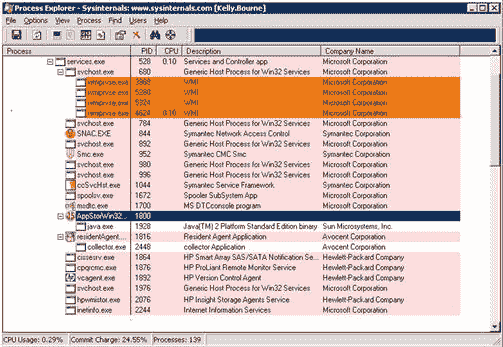 Process Explorer - Sysinternals: www.sysinternals.com [Kelly.Bourne]
File Options View Process Find Users Help
Process PID CPU Description Company Name
services.exe 528 0.10 Services and Controller app Microsoft Corporation
svchost.exe 680 Generic Host Process for Win32 Services Microsoft Corporation
wmiprvse.exe 3968 WMI Microsoft Corporation
wmiprvse.exe 5280 WMI Microsoft Corporation
wmiprvse.exe 5324 WMI Microsoft Corporation
wmiprvse.exe 4624 0.10 WMI Microsoft Corporation
svchost.exe 784 Generic Host Process for Win32 Services Microsoft Corporation
SNAC.EXE 844 Symantec Network Access Control Symantec Corporation
svchost.exe 892 Generic Host Process for Win32 Services Microsoft Corporation
Smc.exe 952 Symantec CMC Smc Symantec Corporation
svchost.exe 980 Generic Host Process for Win32 Services Microsoft Corporation
svchost.exe 996 Generic Host Process for Win32 Services Microsoft Corporation
ccSvcHst.exe 1044 Symantec Service Framework Symantec Corporation
spoolsv.exe 1672 Spooler SubSystem App Microsoft Corporation
msdtc.exe 1700 MS DTCconsole program Microsoft Corporation
AppStorWin32... 1800
java.exe 1928 Java(TM) 2 Platform Standard Edition binary Sun Microsystems, Inc.
residentAgent... 1816 Resident Agent Application Avocent Corporation
collector.exe 2448 collector Application Avocent Corporation
cissesrv.exe 1864 HP Smart Array SAS/SATA Notification Se... Hewlett-Packard Company
cpqrcmc.exe 1876 HP ProLiant Remote Monitor Service Hewlett-Packard Company
vcagent.exe 1892 HP Version Control Agent Hewlett-Packard Company
svchost.exe 1976 Generic Host Process for Win32 Services Microsoft Corporation
hpwmistor.exe 2076 HP Insight Storage Agents Service Hewlett-Packard Company
inetinfo.exe 2244 Internet Information Services Microsoft Corporation
CPU Usage: 0.29% Commit Charge: 24.55% Processes: 139